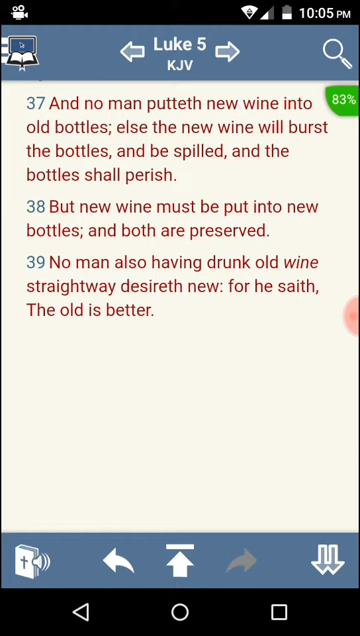 10:05 PM
Luke 5
KJV
83%
37 And no man putteth new wine into
old bottles; else the new wine will burst
the bottles, and be spilled, and the
bottles shall perish.
38 But new wine must be put into new
bottles; and both are preserved.
39 No man also having drunk old wine
straightway desireth new: for he saith,
The old is better.